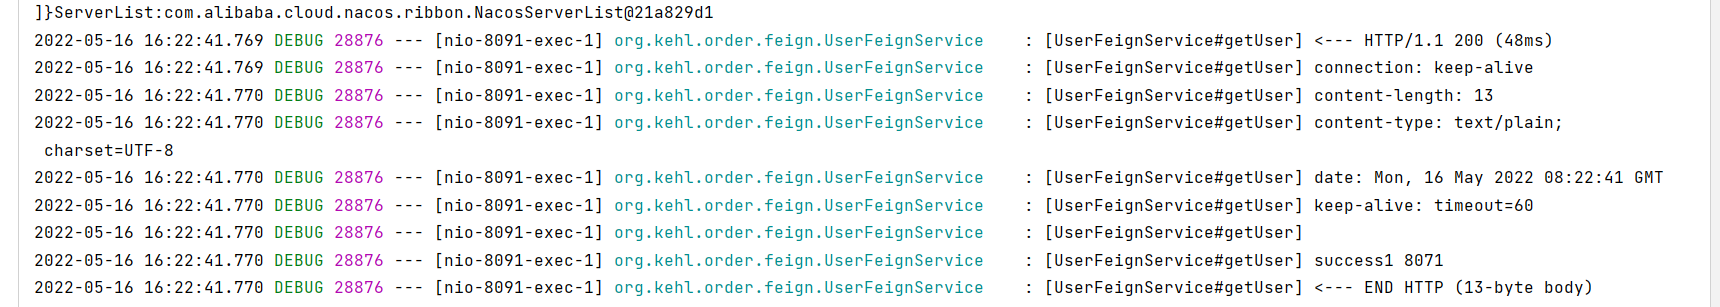 ]}ServerList:com.alibaba.cloud.nacos.ribbon.NacosServerList@21a829d1
2022-05-16 16:22:41.769 DEBUG 28876 --- [nio-8091-exec-1] org.kehl.order.feign.UserFeignService    : [UserFeignService#getUser] <--- HTTP/1.1 200 (48ms)
2022-05-16 16:22:41.769 DEBUG 28876 --- [nio-8091-exec-1] org.kehl.order.feign.UserFeignService    : [UserFeignService#getUser] connection: keep-alive
2022-05-16 16:22:41.770 DEBUG 28876 --- [nio-8091-exec-1] org.kehl.order.feign.UserFeignService    : [UserFeignService#getUser] content-length: 13
2022-05-16 16:22:41.770 DEBUG 28876 --- [nio-8091-exec-1] org.kehl.order.feign.UserFeignService    : [UserFeignService#getUser] content-type: text/plain;
 charset=UTF-8
2022-05-16 16:22:41.770 DEBUG 28876 --- [nio-8091-exec-1] org.kehl.order.feign.UserFeignService    : [UserFeignService#getUser] date: Mon, 16 May 2022 08:22:41 GMT
2022-05-16 16:22:41.770 DEBUG 28876 --- [nio-8091-exec-1] org.kehl.order.feign.UserFeignService    : [UserFeignService#getUser] keep-alive: timeout=60
2022-05-16 16:22:41.770 DEBUG 28876 --- [nio-8091-exec-1] org.kehl.order.feign.UserFeignService    : [UserFeignService#getUser]
2022-05-16 16:22:41.770 DEBUG 28876 --- [nio-8091-exec-1] org.kehl.order.feign.UserFeignService    : [UserFeignService#getUser] success1 8071
2022-05-16 16:22:41.770 DEBUG 28876 --- [nio-8091-exec-1] org.kehl.order.feign.UserFeignService    : [UserFeignService#getUser] <--- END HTTP (13-byte body)